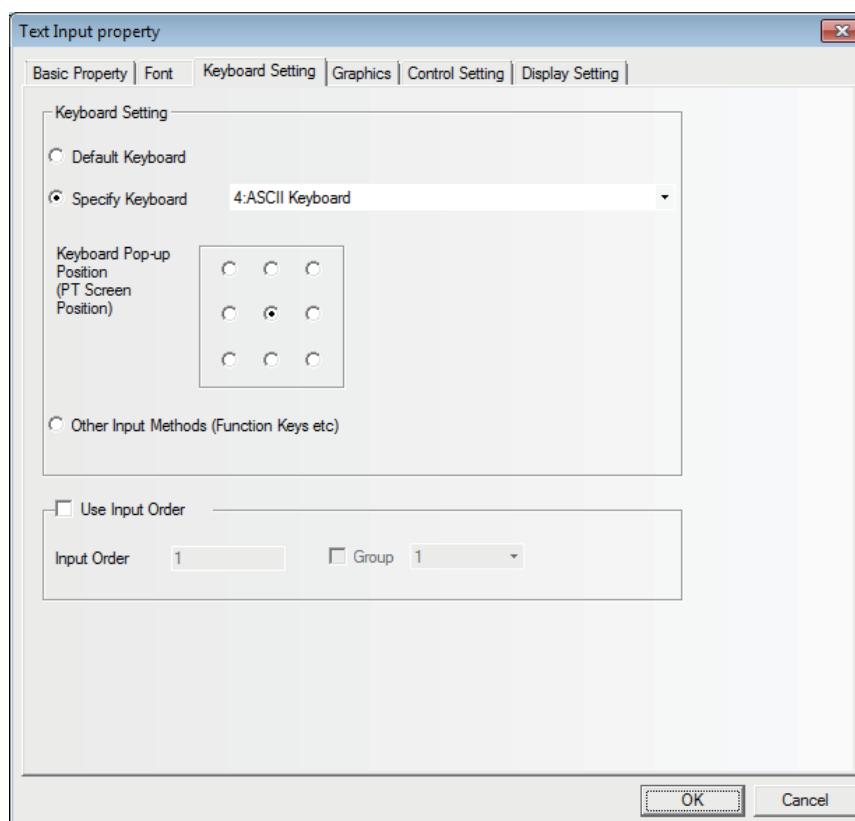 Text Input property
Basic Property Font Keyboard Setting Graphics Control Setting Display Setting
Keyboard Setting
Default Keyboard
Specify Keyboard 4:ASCII Keyboard
Keyboard Pop-up
Position
(PT Screen
Position)
Other Input Methods (Function Keys etc)
Use Input Order
Input Order 1 Group 1
OK Cancel